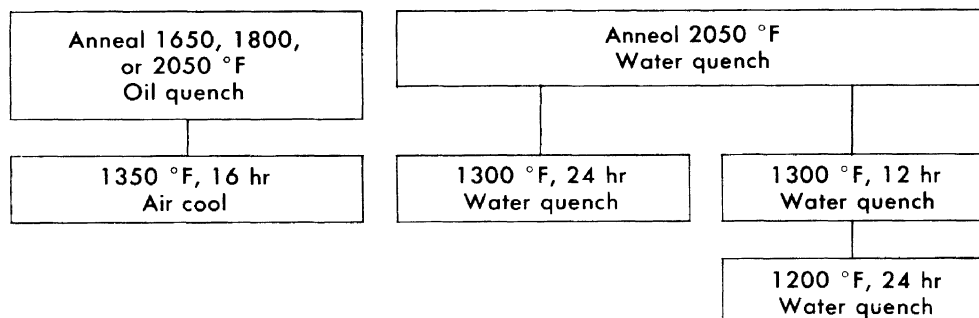 Anneal 1650, 1800,
or 2050 °F
Oil quench
Anneol 2050 °F
Water quench
1350 °F, 16 hr
Air cool
1300 °F, 24 hr
Water quench
1300 °F, 12 hr
Water quench
1200 °F, 24 hr
Water quench